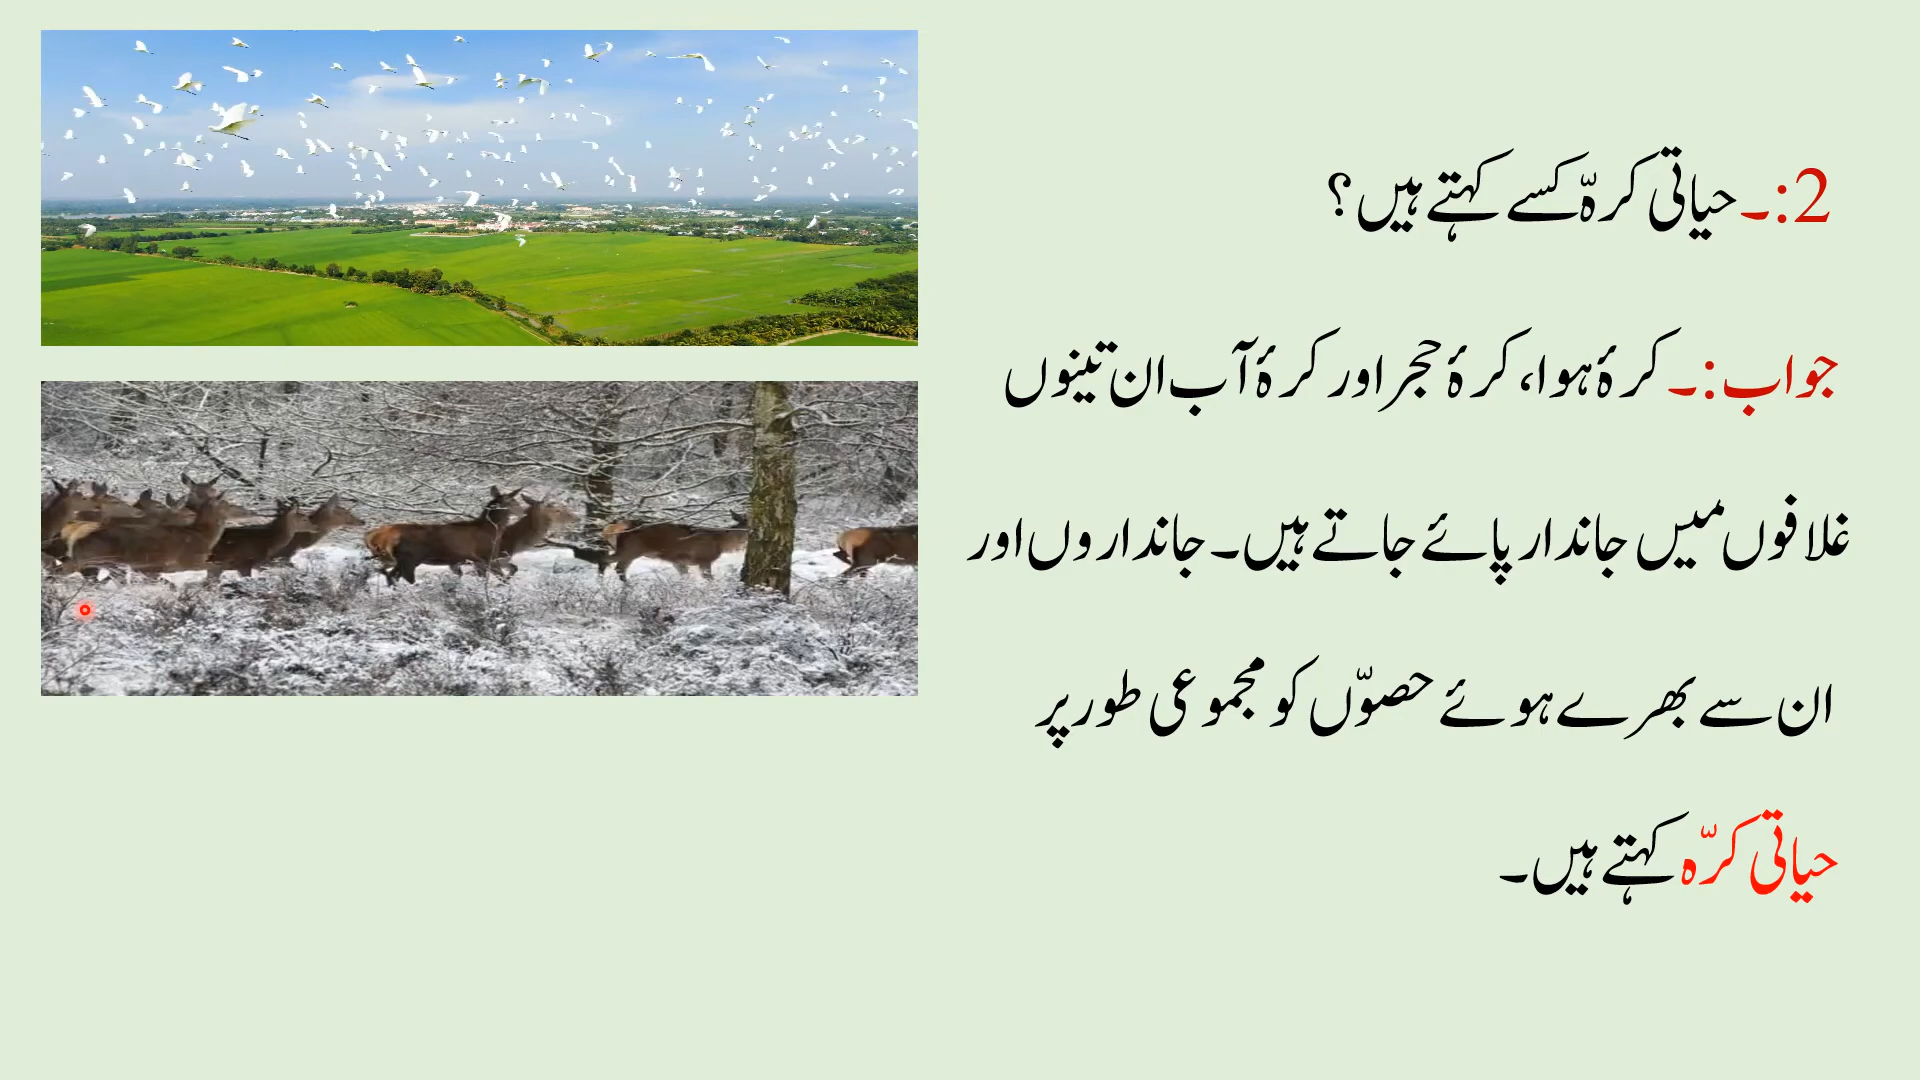 2:۔ حیاتی کرہّ کسے کہتے ہیں؟
جواب:۔ کرۂ ہوا، کرۂ حجر اور کرۂ آب ان تینوں
غلافوں میں جاندار پائے جاتے ہیں۔ جانداروں اور
ان سے بھرے ہوئے حصوّں کو مجموعی طور پر
حیاتی کرّہ کہتے ہیں۔